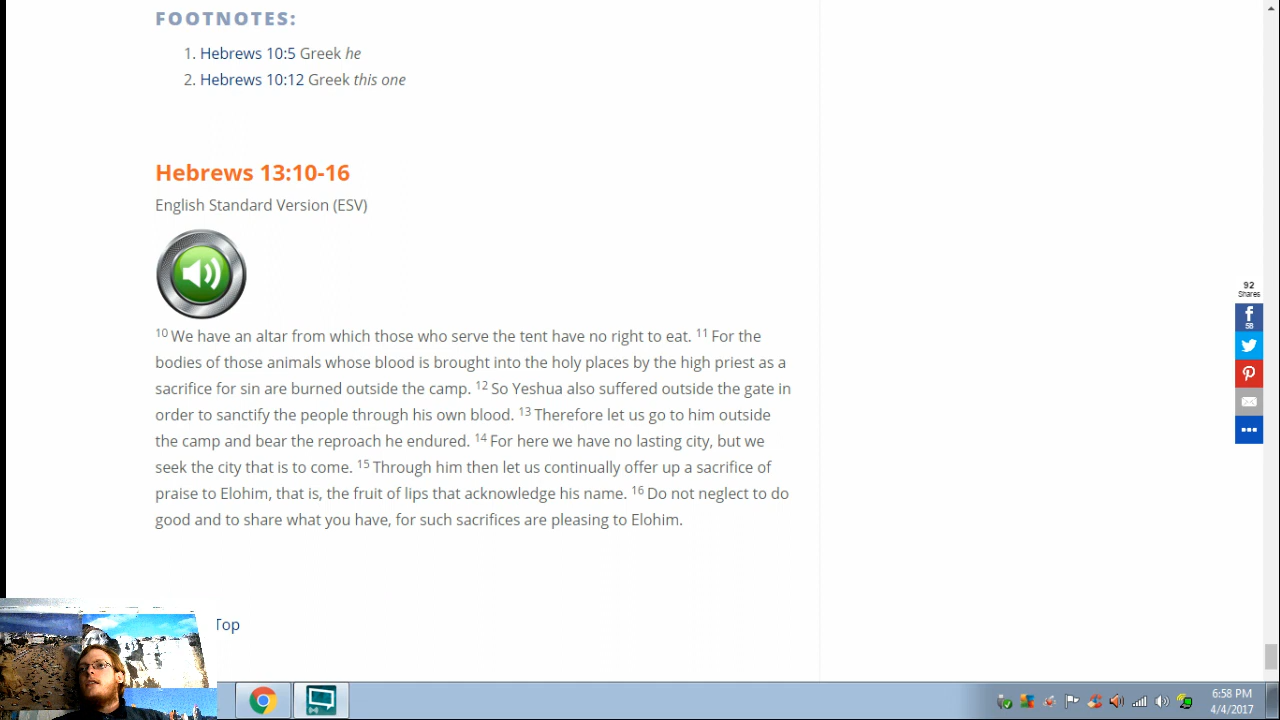 FOOTNOTES:
1. Hebrews 10:5 Greek he
2. Hebrews 10:12 Greek this one
Hebrews 13:10-16
English Standard Version (ESV)
10 We have an altar from which those who serve the tent have no right to eat. 11 For the
bodies of those animals whose blood is brought into the holy places by the high priest as a
sacrifice for sin are burned outside the camp. 12 So Yeshua also suffered outside the gate in
order to sanctify the people through his own blood. 13 Therefore let us go to him outside
the camp and bear the reproach he endured. 14 For here we have no lasting city, but we
seek the city that is to come. 15 Through him then let us continually offer up a sacrifice of
praise to Elohim, that is, the fruit of lips that acknowledge his name. 16 Do not neglect to do
good and to share what you have, for such sacrifices are pleasing to Elohim.
92
Shares
58
Top
6:58 PM
4/4/2017